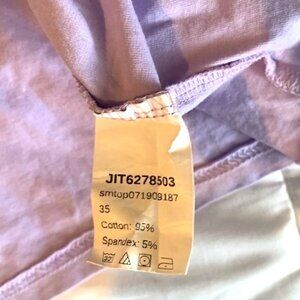 JIT6278503
smtop071909187
35
Cotton: 95%
Spandex: 5%